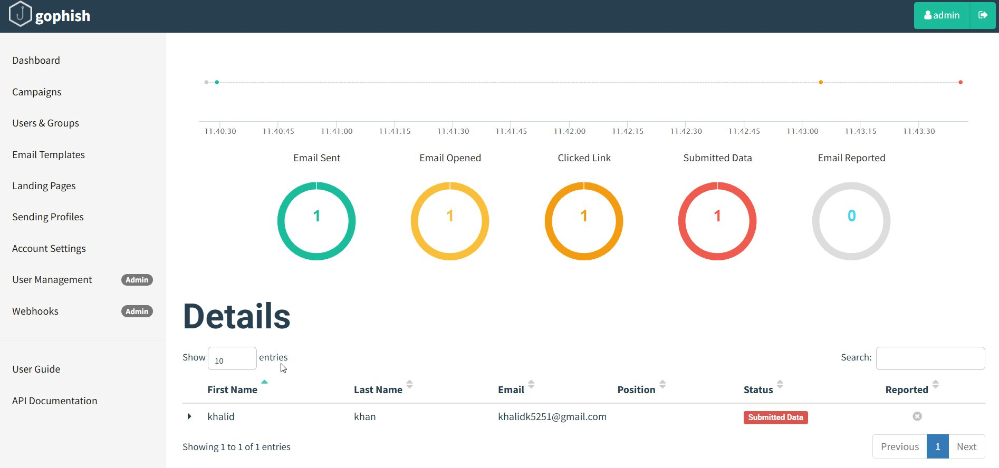 gophish
admin
Dashboard
Campaigns
Users & Groups
Email Templates
Landing Pages
Sending Profiles
Account Settings
User Management Admin
Webhooks Admin
User Guide
API Documentation
11:40:30 11:40:45 11:41:00 11:41:15 11:41:30 11:41:45 11:42:00 11:42:15 11:42:30 11:42:45 11:43:00 11:43:15 11:43:30
Email Sent Email Opened Clicked Link Submitted Data Email Reported
1 1 1 1 0
Details
Show 10 entries Search:
First Name Last Name Email Position Status Reported
khalid khan khalidk5251@gmail.com Submitted Data
Showing 1 to 1 of 1 entries Previous 1 Next